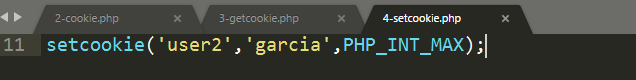 2-cookie.php 3-getcookie.php 4-setcookie.php
11 setcookie('user2','garcia',PHP_INT_MAX);